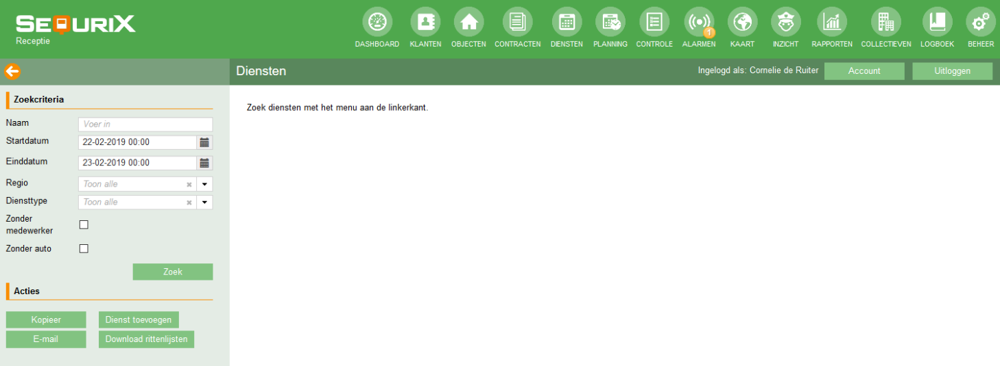 SEQURIX
Receptie
DASHBOARD KLANTEN OBJECTEN CONTRACTEN DIENSTEN PLANNING CONTROLE ALARMEN KAART INZICHT RAPPORTEN COLLECTIEVEN LOGBOEK BEHEER
1
Diensten
Ingelogd als: Cornelie de Ruiter Account Uitloggen
Zoekcriteria
Zoek diensten met het menu aan de linkerkant.
Naam Voer in
Startdatum 22-02-2019 00:00
Einddatum 23-02-2019 00:00
Regio Toon alle
Diensttype Toon alle
Zonder
medewerker
Zonder auto
Zoek
Acties
Kopieer Dienst toevoegen
E-mail Download rittenlijsten